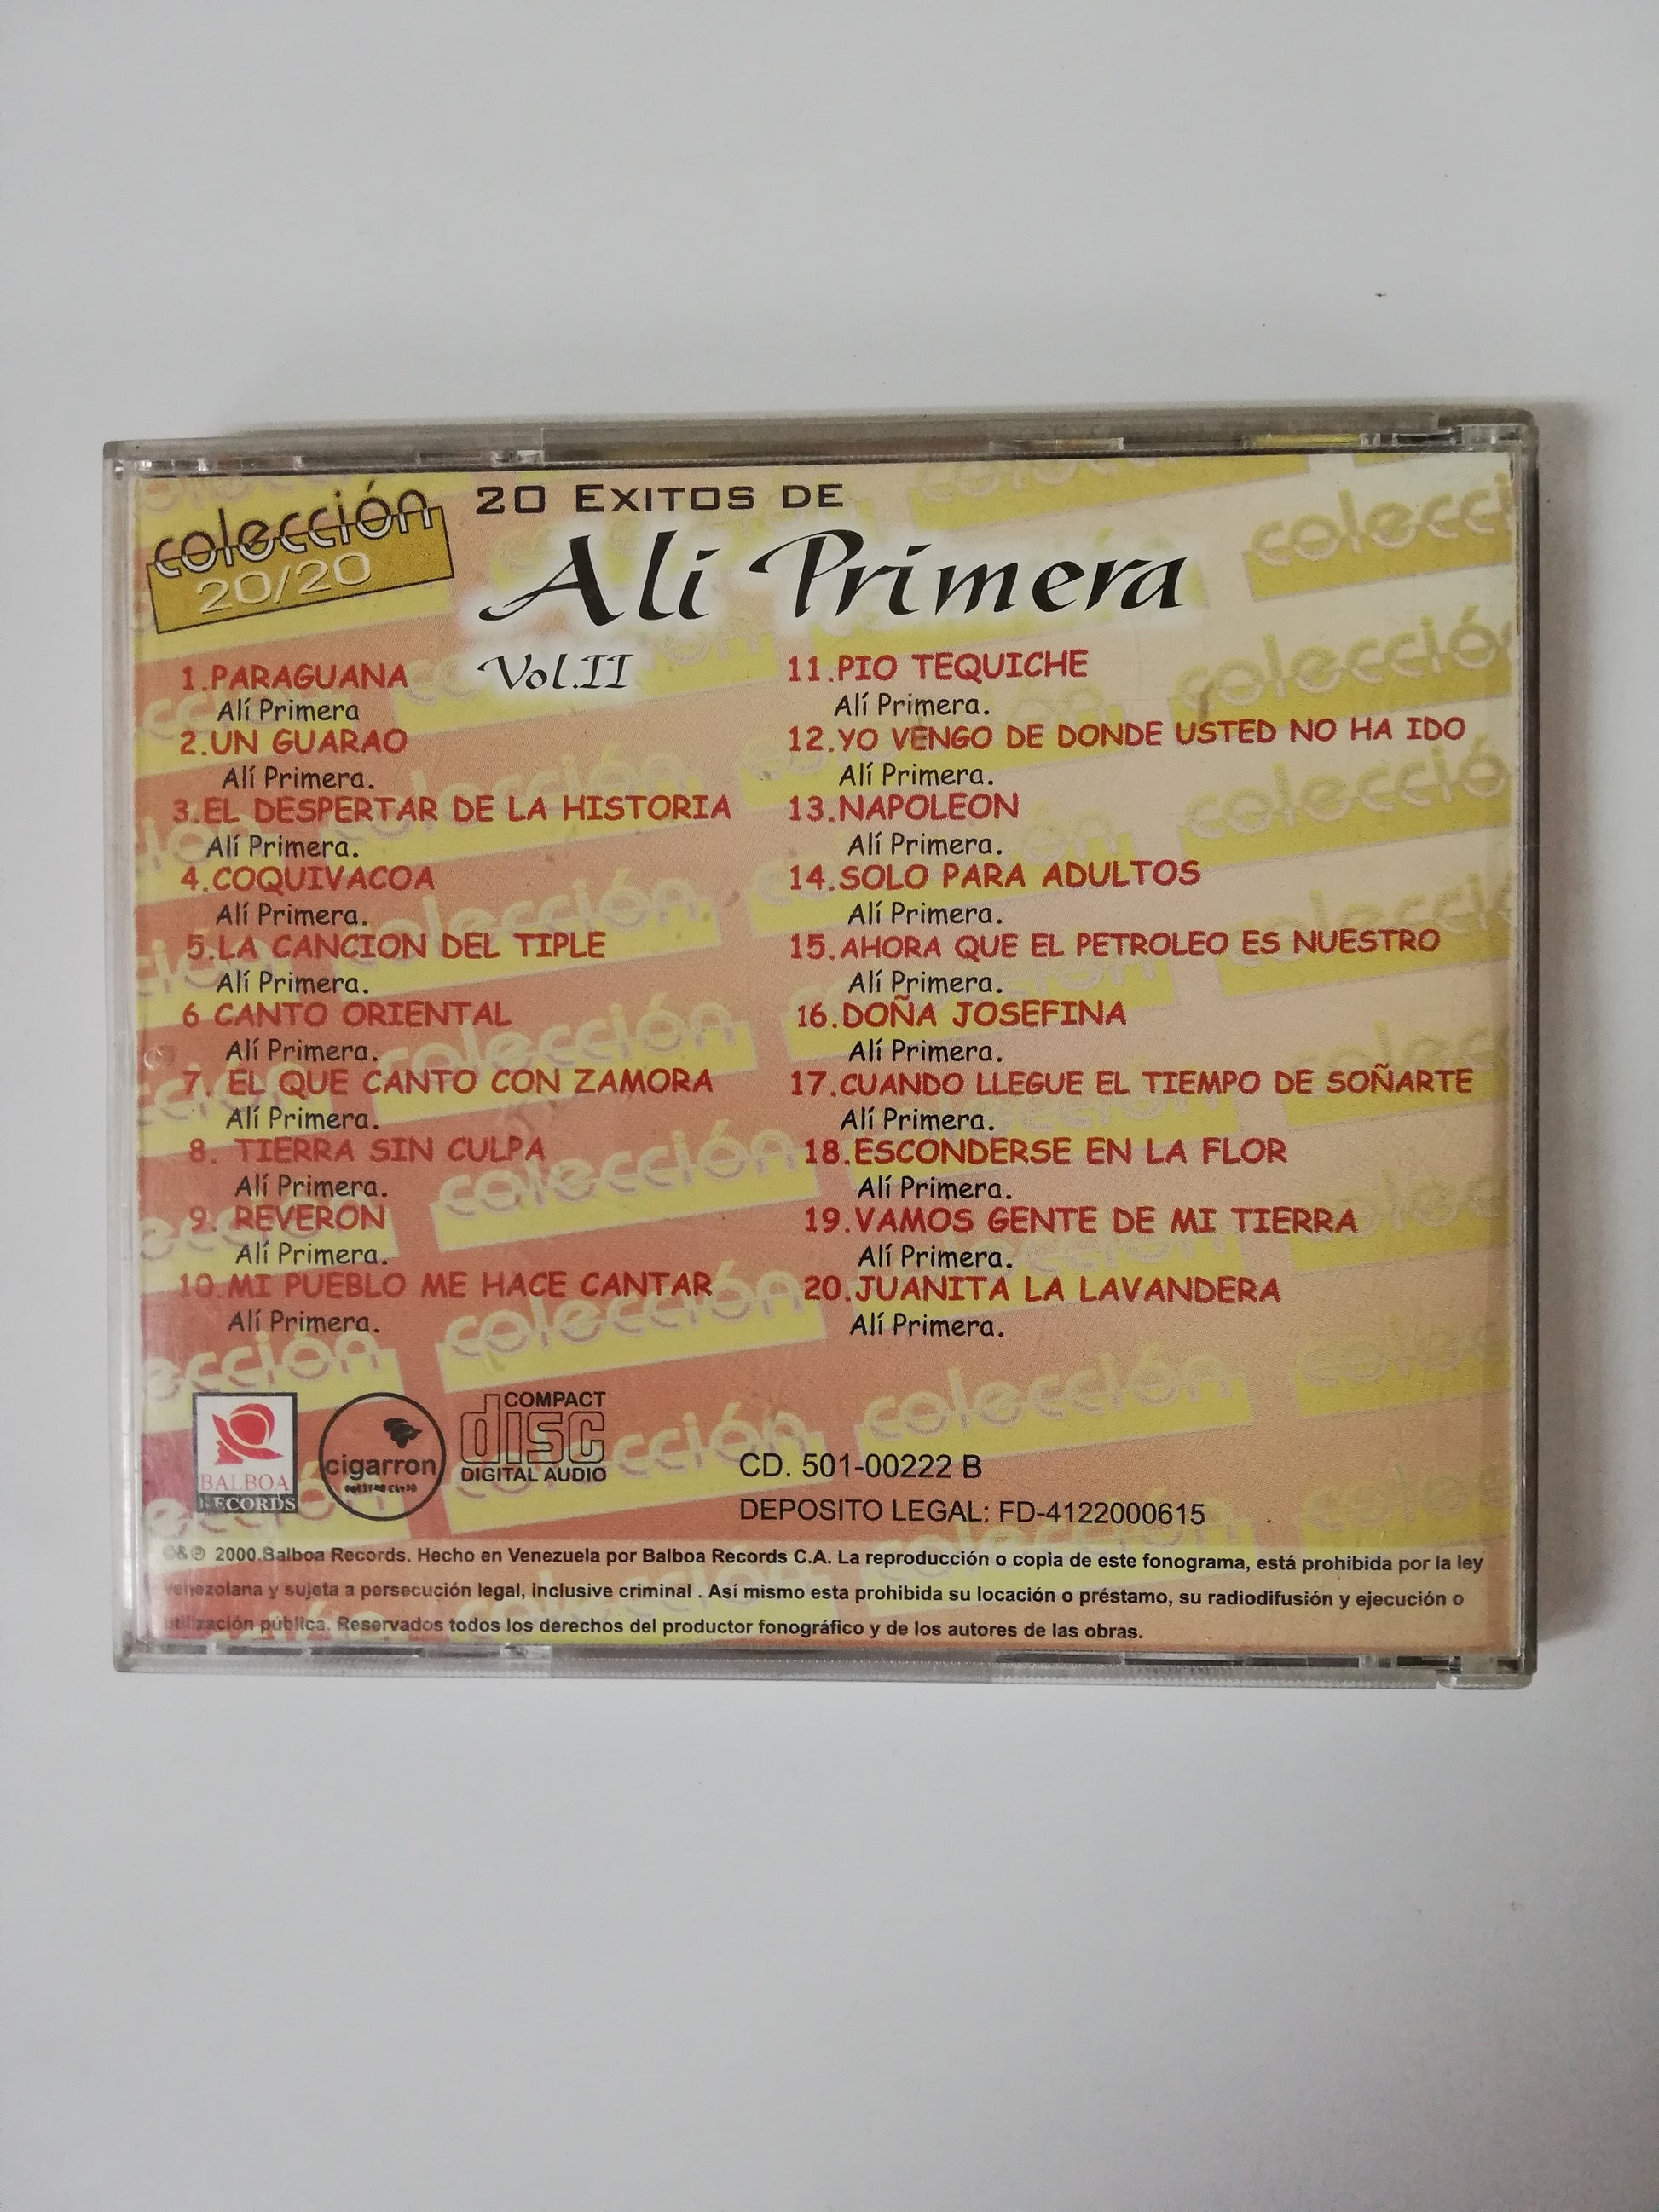 colección
20/20
20 EXITOS DE
Ali Primera
Vol.II
1.PARAGUANA
Alí Primera
2.UN GUARAO
Alí Primera.
3.EL DESPERTAR DE LA HISTORIA
Alí Primera.
4.COQUIVACOA
Alí Primera.
5.LA CANCION DEL TIPLE
Alí Primera.
6 CANTO ORIENTAL
Alí Primera.
7. EL QUE CANTO CON ZAMORA
Alí Primera.
8. TIERRA SIN CULPA
Alí Primera.
9. REVERON
Alí Primera.
10.MI PUEBLO ME HACE CANTAR
Alí Primera.
11.PIO TEQUICHE
Alí Primera.
12.YO VENGO DE DONDE USTED NO HA IDO
Alí Primera.
13.NAPOLEON
Alí Primera.
14.SOLO PARA ADULTOS
Alí Primera.
15.AHORA QUE EL PETROLEO ES NUESTRO
Alí Primera.
16.DOÑA JOSEFINA
Alí Primera.
17.CUANDO LLEGUE EL TIEMPO DE SOÑARTE
Alí Primera.
18.ESCONDERSE EN LA FLOR
Alí Primera.
19.VAMOS GENTE DE MI TIERRA
Alí Primera.
20.JUANITA LA LAVANDERA
Alí Primera.
BALBOA
RECORDS
cigarron
COMPACT
disc
DIGITAL AUDIO
CD. 501-00222 B
DEPOSITO LEGAL: FD-4122000615
©&℗ 2000.Balboa Records. Hecho en Venezuela por Balboa Records C.A. La reproducción o copia de este fonograma, está prohibida por la ley
venezolana y sujeta a persecución legal, inclusive criminal . Así mismo esta prohibida su locación o préstamo, su radiodifusión y ejecución o
utilización pública. Reservados todos los derechos del productor fonográfico y de los autores de las obras.